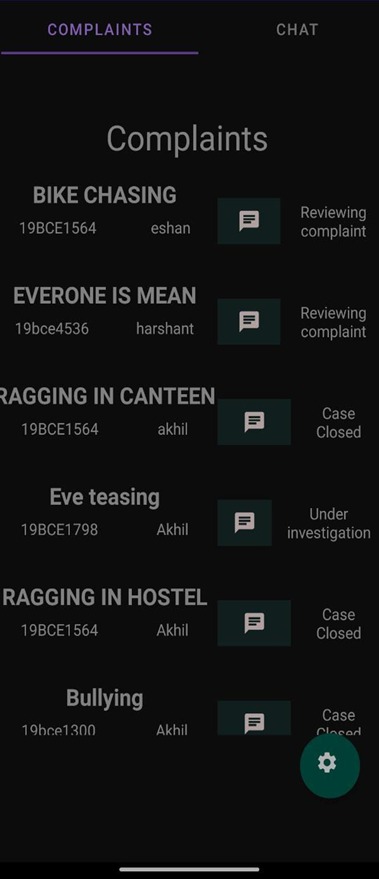 COMPLAINTS CHAT
Complaints
BIKE CHASING
19BCE1564 eshan
Reviewing
complaint
EVERONE IS MEAN
19bce4536 harshant
Reviewing
complaint
RAGGING IN CANTEEN
19BCE1564 akhil
Case
Closed
Eve teasing
19BCE1798 Akhil
Under
investigation
RAGGING IN HOSTEL
19BCE1564 Akhil
Case
Closed
Bullying
19bce1300 Akhil
Case
Closed